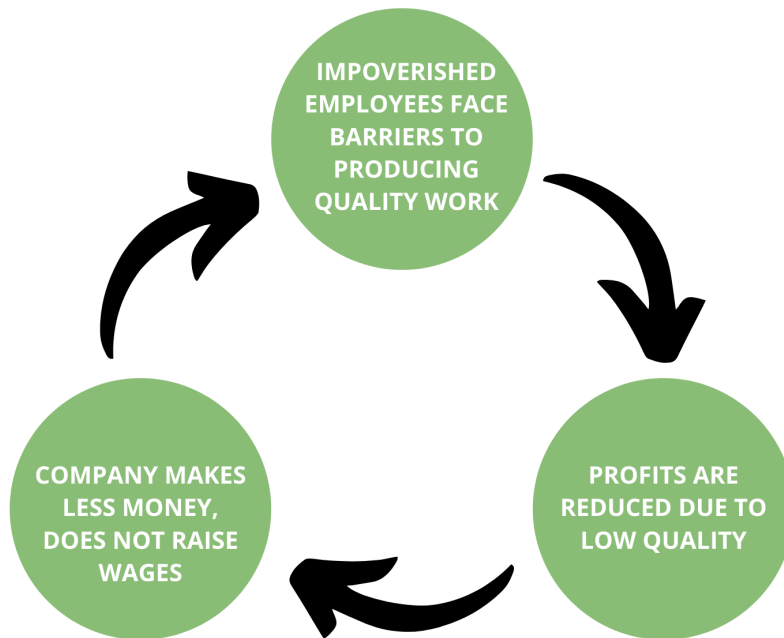 IMPOVERISHED
EMPLOYEES FACE
BARRIERS TO
PRODUCING
QUALITY WORK
PROFITS ARE
REDUCED DUE TO
LOW QUALITY
COMPANY MAKES
LESS MONEY,
DOES NOT RAISE
WAGES